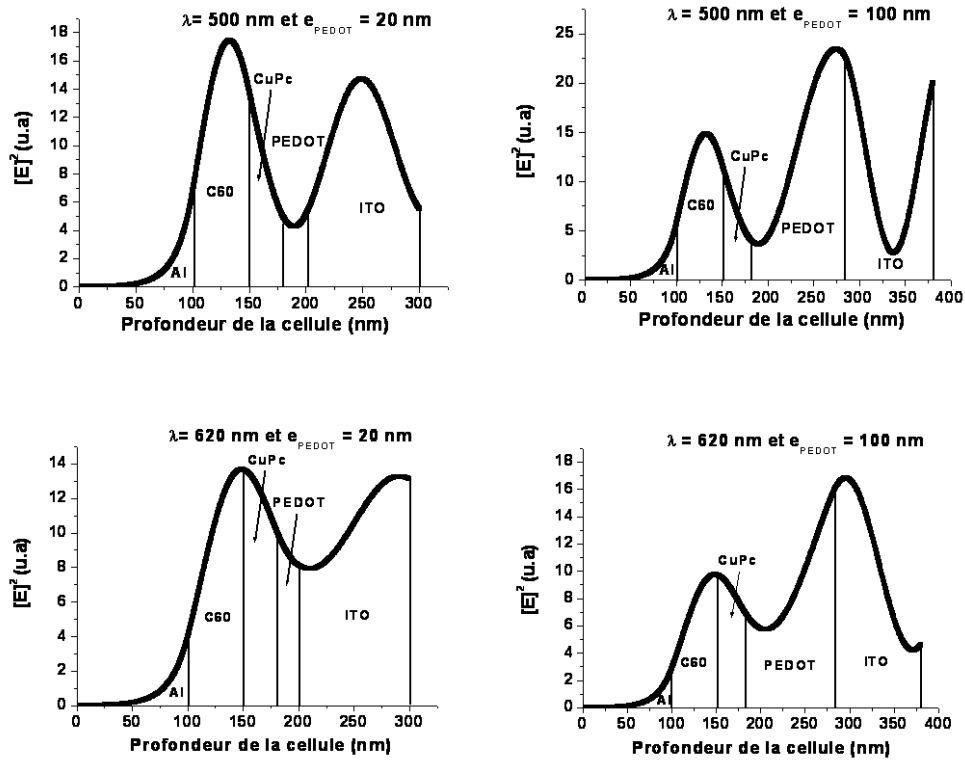 λ= 500 nm et e PEDOT = 20 nm
[E]² (u.a)
18
16
14
12
10
8
6
4
2
0
CuPc
PEDOT
C60
ITO
Al
0 50 100 150 200 250 300
Profondeur de la cellule (nm)
λ = 500 nm et e PEDOT = 100 nm
[E]² (u.a)
25
20
15
10
5
0
CuPc
C60
PEDOT
Al
ITO
0 50 100 150 200 250 300 350 400
Profondeur de la cellule (nm)
λ = 620 nm et e PEDOT = 20 nm
[E]² (u.a)
14
12
10
8
6
4
2
0
CuPc
PEDOT
C60
ITO
Al
0 50 100 150 200 250 300
Profondeur de la cellule (nm)
λ = 620 nm et e PEDOT = 100 nm
[E]² (u.a)
18
16
14
12
10
8
6
4
2
0
CuPc
C60
PEDOT
ITO
Al
0 50 100 150 200 250 300 350 400
Profondeur de la cellule (nm)